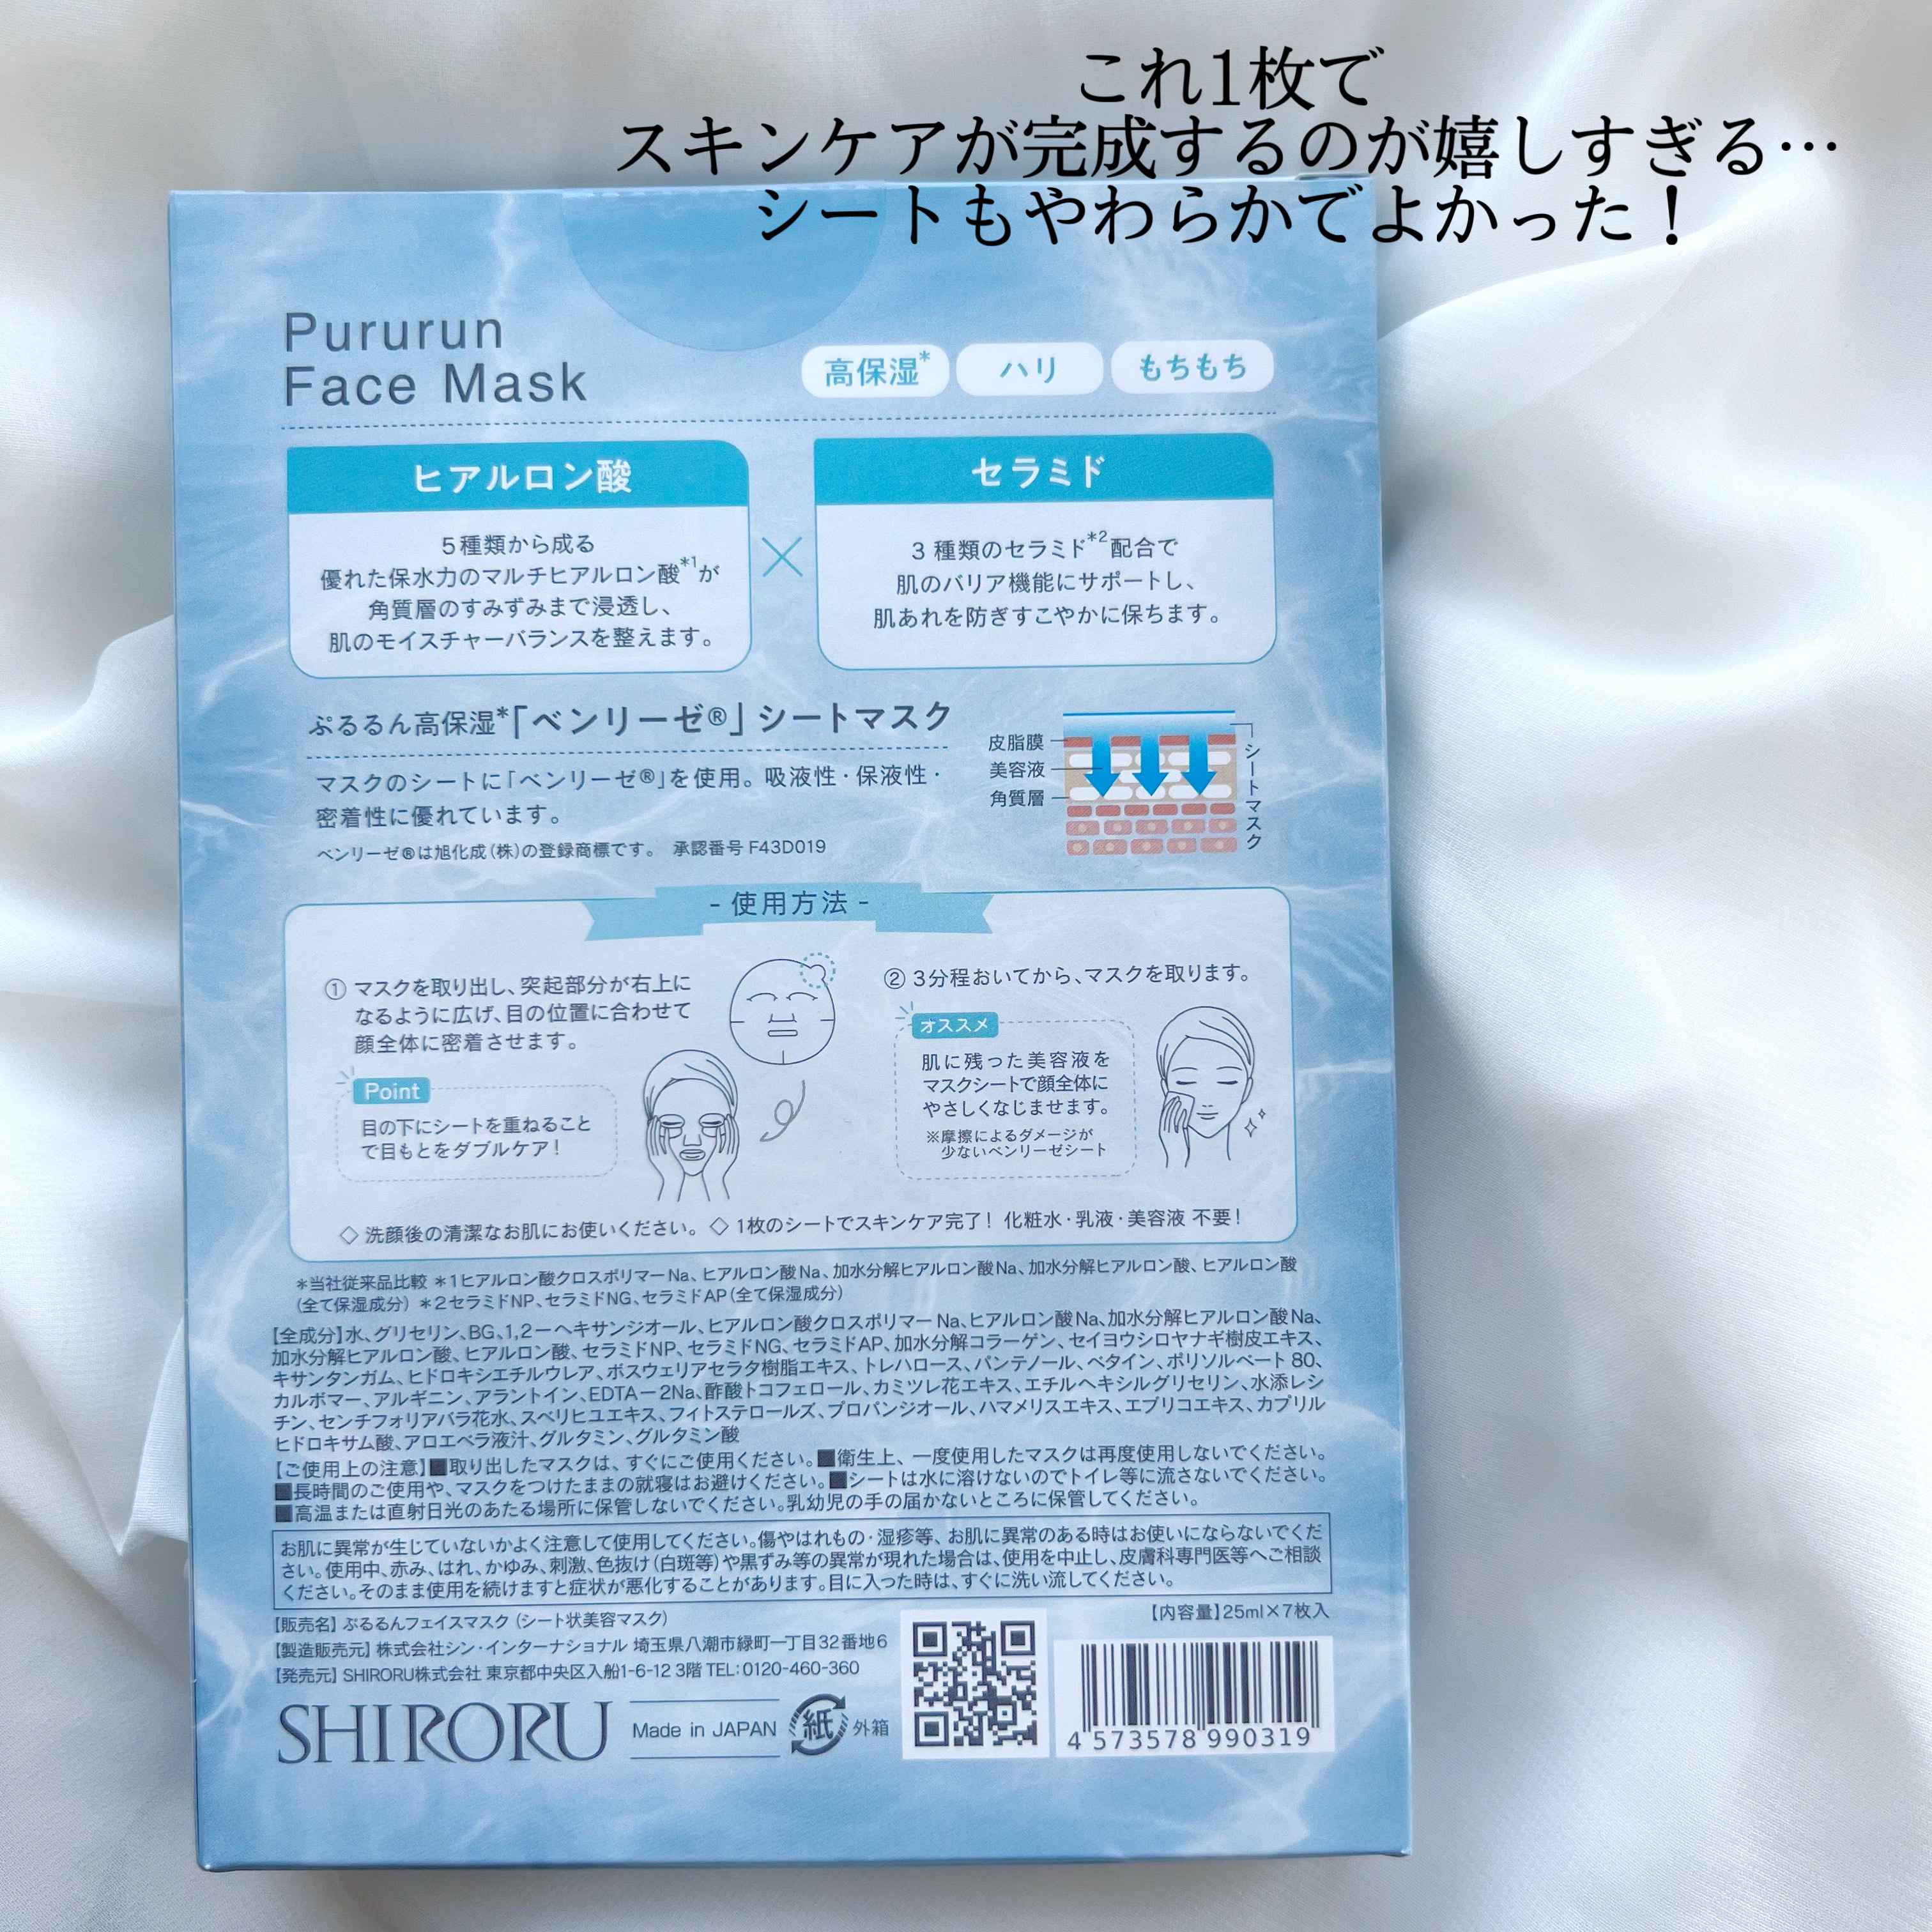 これ1枚で
スキンケアが完成するのが嬉しすぎる…
シートもやわらかでよかった！
Pururun
Face Mask
高保湿*
ハリ
もちもち
ヒアルロン酸
5種類から成る
優れた保水力のマルチヒアルロン酸*1が
角質層のすみずみまで浸透し、
肌のモイスチャーバランスを整えます。
×
セラミド
3種類のセラミド*2配合で
肌のバリア機能にサポートし、
肌あれを防ぎすこやかに保ちます。
ぷるるん高保湿*「ベンリーゼ®」シートマスク
マスクのシートに「ベンリーゼ®」を使用。吸液性・保液性・
密着性に優れています。
ベンリーゼ®は旭化成(株)の登録商標です。 承認番号 F43D019
皮脂膜
美容液
角質層
シートマスク
- 使用方法 -
① マスクを取り出し、突起部分が右上に
なるように広げ、目の位置に合わせて
顔全体に密着させます。
Point
目の下にシートを重ねること
で目もとをダブルケア！
② 3分程おいてから、マスクを取ります。
オススメ
肌に残った美容液を
マスクシートで顔全体に
やさしくなじませます。
※摩擦によるダメージが
少ないベンリーゼシート
◇ 洗顔後の清潔なお肌にお使いください。 ◇ 1枚のシートでスキンケア完了！ 化粧水・乳液・美容液 不要！
＊当社従来品比較 ＊1ヒアルロン酸クロスポリマーNa、ヒアルロン酸Na、加水分解ヒアルロン酸Na、加水分解ヒアルロン酸、ヒアルロン酸
(全て保湿成分) ＊2セラミドNP、セラミドNG、セラミドAP(全て保湿成分)
【全成分】水、グリセリン、BG、1,2－ヘキサンジオール、ヒアルロン酸クロスポリマーNa、ヒアルロン酸Na、加水分解ヒアルロン酸Na、
加水分解ヒアルロン酸、ヒアルロン酸、セラミドNP、セラミドNG、セラミドAP、加水分解コラーゲン、セイヨウシロヤナギ樹皮エキス、
キサンタンガム、ヒドロキシエチルウレア、ボスウェリアセラタ樹脂エキス、トレハロース、パンテノール、ベタイン、ポリソルベート80、
カルボマー、アルギニン、アラントイン、EDTA－2Na、酢酸トコフェロール、カミツレ花エキス、エチルヘキシルグリセリン、水添レシ
チン、センチフォリアバラ花水、スベリヒユエキス、フィトステロールズ、プロパンジオール、ハマメリスエキス、エブリコエキス、カプリル
ヒドロキサム酸、アロエベラ液汁、グルタミン、グルタミン酸
【ご使用上の注意】■取り出したマスクは、すぐにご使用ください。■衛生上、一度使用したマスクは再度使用しないでください。
■長時間のご使用や、マスクをつけたままの就寝はお避けください。■シートは水に溶けないのでトイレ等に流さないでください。
■高温または直射日光のあたる場所に保管しないでください。乳幼児の手の届かないところに保管してください。
お肌に異常が生じていないかよく注意して使用してください。傷やはれもの・湿疹等、お肌に異常のある時はお使いにならないでくだ
さい。使用中、赤み、はれ、かゆみ、刺激、色抜け(白斑等)や黒ずみ等の異常が現れた場合は、使用を中止し、皮膚科専門医等へご相談
ください。そのまま使用を続けますと症状が悪化することがあります。目に入った時は、すぐに洗い流してください。
【販売名】ぷるるんフェイスマスク (シート状美容マスク)
【製造販売元】株式会社シン・インターナショナル 埼玉県八潮市緑町一丁目32番地6
【発売元】SHIRORU株式会社 東京都中央区入船1-6-12 3階 TEL：0120-460-360
【内容量】25ml×7枚入
SHIRORU
Made in JAPAN
紙
外箱
4 573578 990319